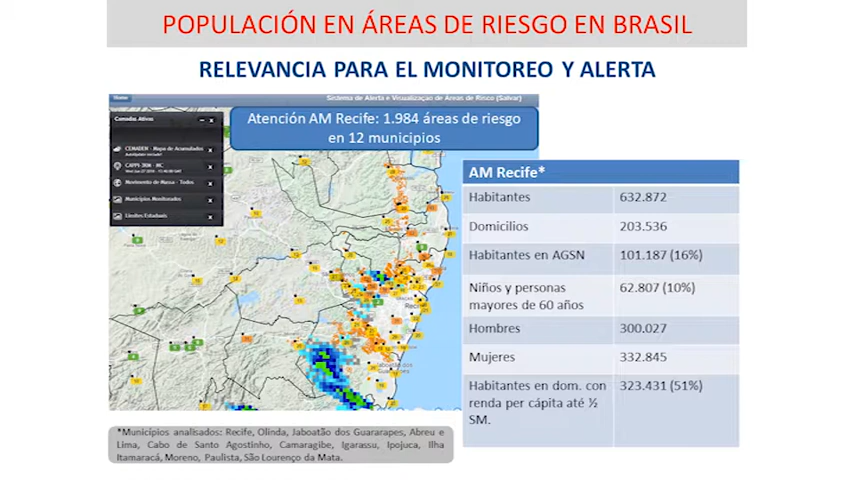 POPULACIÓN EN ÁREAS DE RIESGO EN BRASIL
RELEVANCIA PARA EL MONITOREO Y ALERTA
Home
Sistema de Alerta e Visualizaçao de Áreas de Risco (Salvar)
Camadas Ativas
CEMADEN - Mapa de Acumulados
Movimento de Massa - Todos
Municípios Monitorados
Limites Estaduais
Atención AM Recife: 1.984 áreas de riesgo
en 12 municipios
AM Recife*
Habitantes 632.872
Domicilios 203.536
Habitantes en AGSN 101.187 (16%)
Niños y personas 62.807 (10%)
mayores de 60 años
Hombres 300.027
Mujeres 332.845
Habitantes en dom. con 323.431 (51%)
renda per cápita até ½
SM.
*Municípios analisados: Recife, Olinda, Jaboatão dos Guararapes, Abreu e
Lima, Cabo de Santo Agostinho, Camaragibe, Igarassu, Ipojuca, Ilha
Itamaracá, Moreno, Paulista, São Lourenço da Mata.